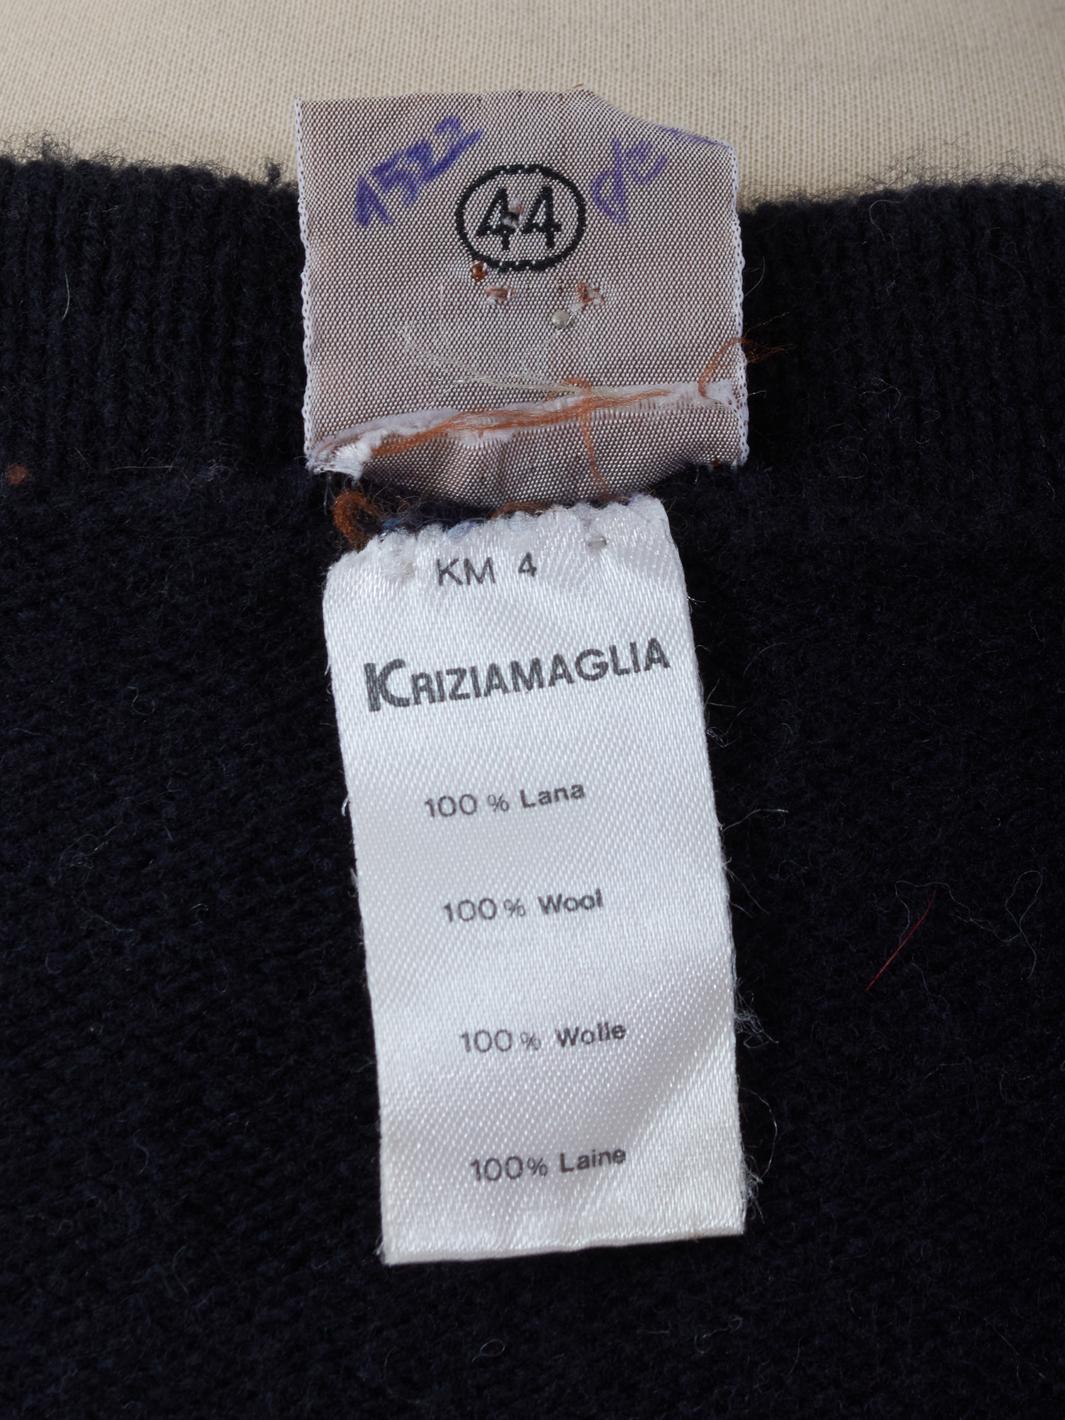 1522
44
KM 4
KRIZIAMAGLIA
100% Lana
100% Wool
100% Wolle
100% Laine